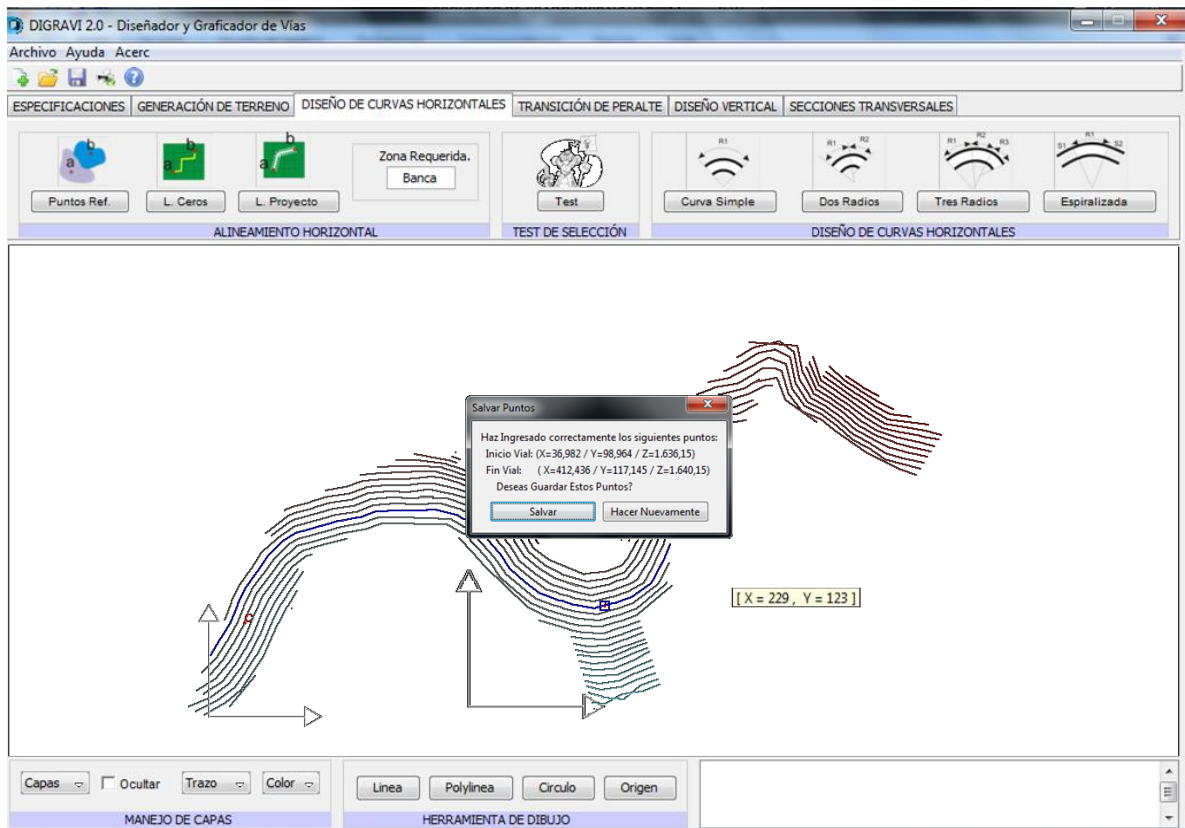 DIGRAVI 2.0 - Diseñador y Graficador de Vías
Archivo Ayuda Acerc
ESPECIFICACIONES GENERACIÓN DE TERRENO DISEÑO DE CURVAS HORIZONTALES TRANSICIÓN DE PERALTE DISEÑO VERTICAL SECCIONES TRANSVERSALES
a b
a b
a b
Zona Requerida.
Banca
R1
R1 R2
R1 R2 R3
S1 R1 S2
Puntos Ref. L. Ceros L. Proyecto Test Curva Simple Dos Radios Tres Radios Espiralizada
ALINEAMIENTO HORIZONTAL TEST DE SELECCIÓN DISEÑO DE CURVAS HORIZONTALES
Salvar Puntos
Haz Ingresado correctamente los siguientes puntos:
Inicio Vial: (X=36,982 / Y=98,964 / Z=1.636,15)
Fin Vial: ( X=412,436 / Y=117,145 / Z=1.640,15)
Deseas Guardar Estos Puntos?
Salvar Hacer Nuevamente
[ X = 229 , Y = 123 ]
Capas Ocultar Trazo Color Linea Polylinea Circulo Origen
MANEJO DE CAPAS HERRAMIENTA DE DIBUJO